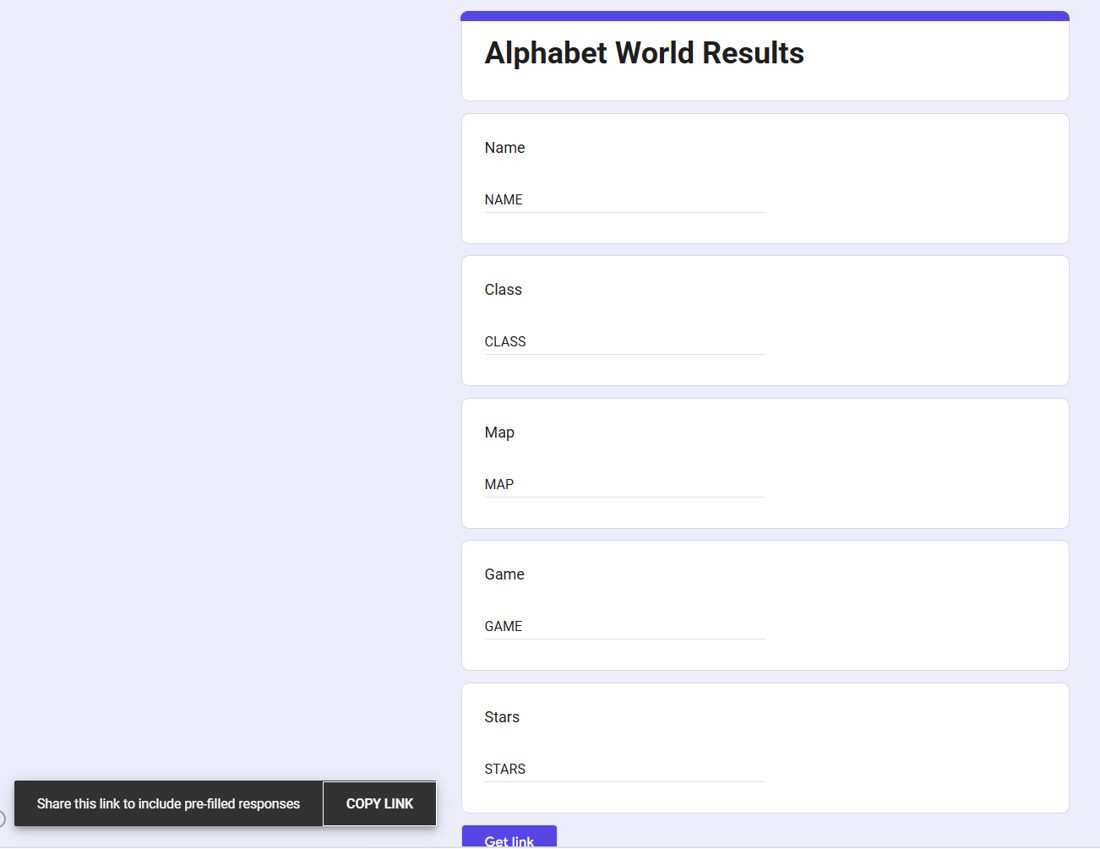 Alphabet World Results
Name
NAME
Class
CLASS
Map
MAP
Game
GAME
Stars
STARS
Share this link to include pre-filled responses
COPY LINK
Get link